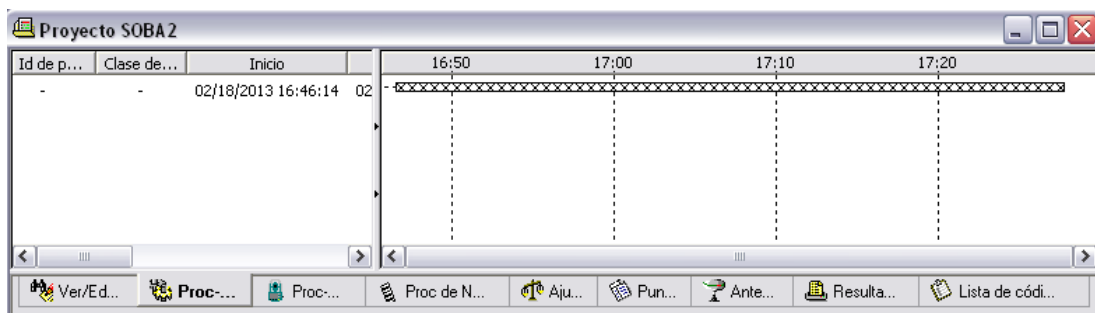 Proyecto SOBA2
Id de p... Clase de... Inicio 16:50 17:00 17:10 17:20
- - 02/18/2013 16:46:14 02
Ver/Ed... Proc-... Proc-... Proc de N... Aju... Pun... Ante... Resulta... Lista de códi...